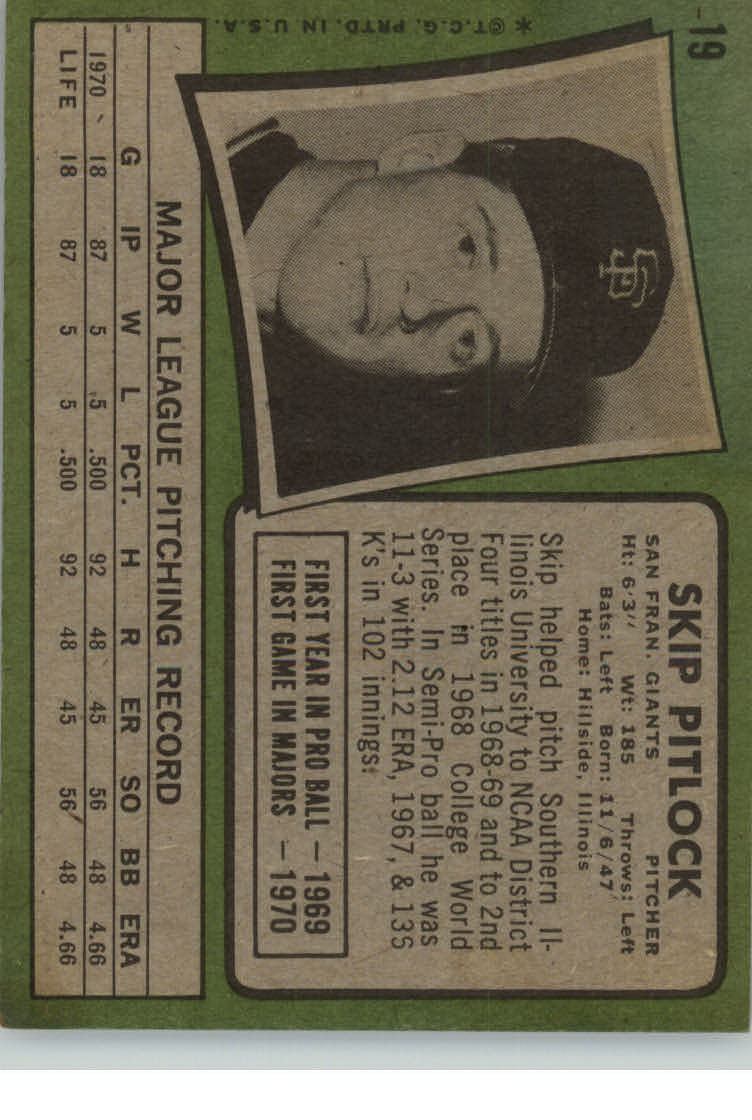 -19
SKIP PITLOCK
SAN FRAN. GIANTS PITCHER
Ht: 6'3" Wt: 185 Throws: Left
Bats: Left Born: 11/6/47
Home: Hillside, Illinois
Skip helped pitch Southern Il-
linois University to NCAA District
Four titles in 1968-69 and to 2nd
place in 1968 College World
Series. In Semi-Pro ball he was
11-3 with 2.12 ERA, 1967, & 136
K's in 102 innings.
FIRST YEAR IN PRO BALL — 1969
FIRST GAME IN MAJORS — 1970
SF
*©T.C.G. PRTD. IN U.S.A.
MAJOR LEAGUE PITCHING RECORD
G IP W L PCT. H R ER SO BB ERA
1970 18 87 5 5 .500 92 48 45 56 48 4.66
LIFE 18 87 5 5 .500 92 48 45 56 48 4.66